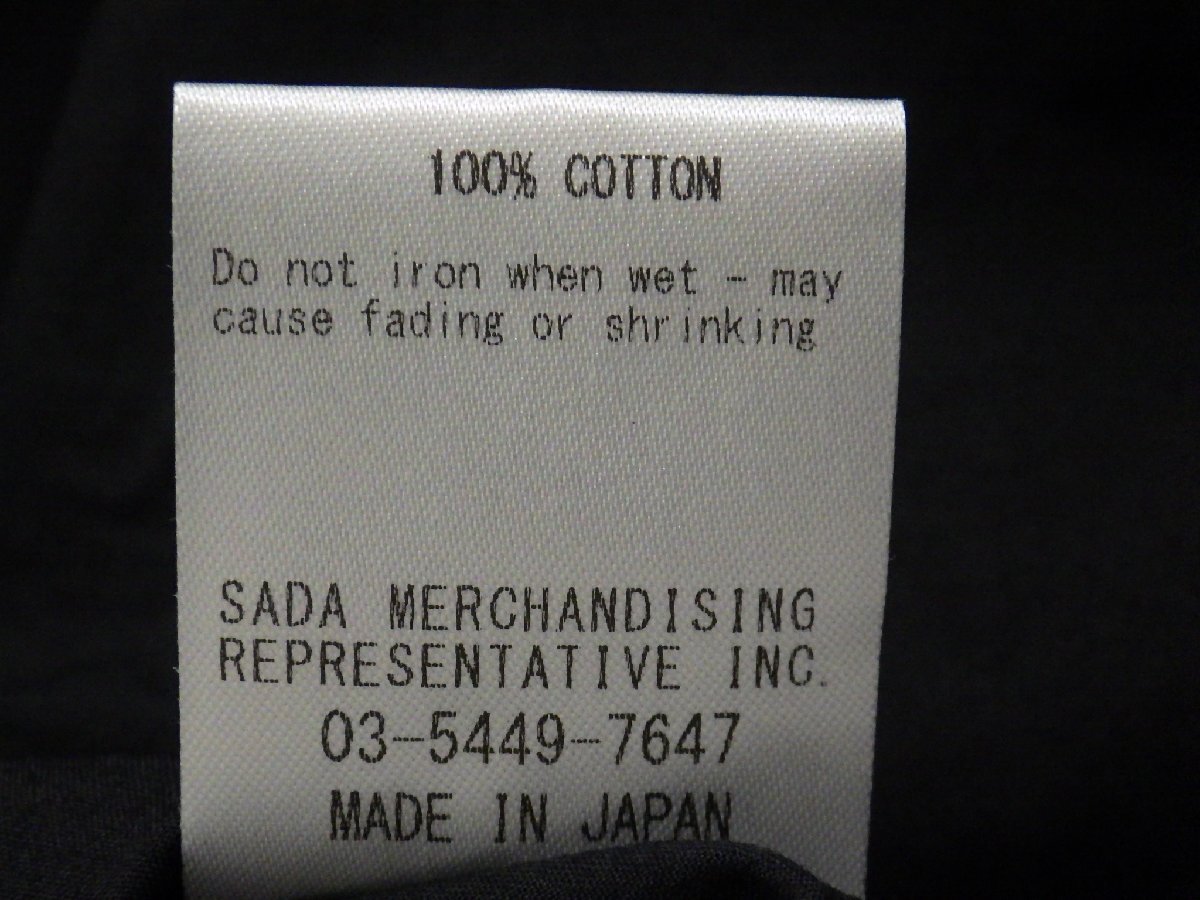 100% COTTON
Do not iron when wet - may
cause fading or shrinking
SADA MERCHANDISING
REPRESENTATIVE INC.
03-5449-7647
MADE IN JAPAN